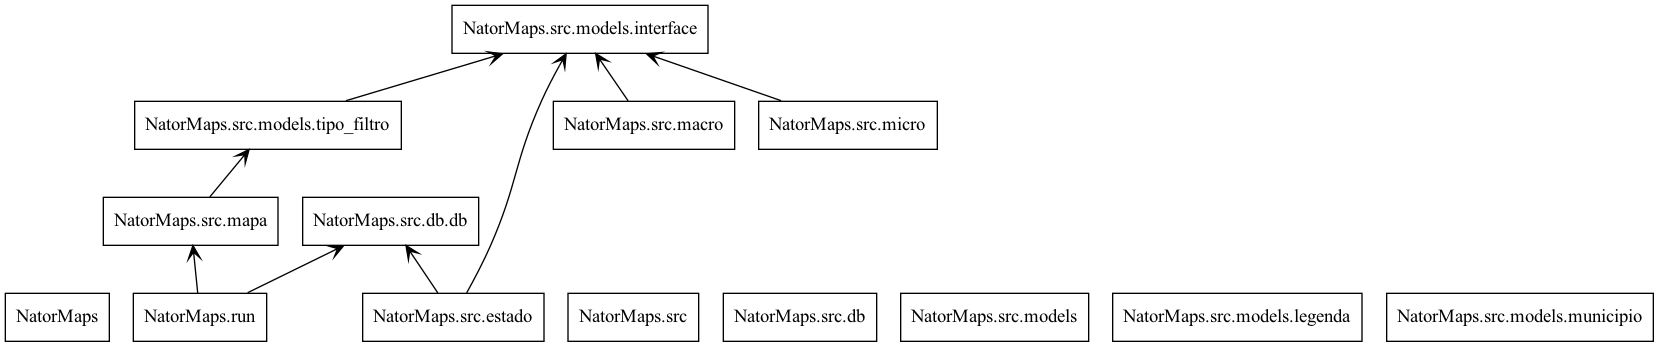 NatorMaps.src.models.interface
NatorMaps.src.models.tipo_filtro
NatorMaps.src.macro
NatorMaps.src.micro
NatorMaps.src.mapa
NatorMaps.src.db.db
NatorMaps
NatorMaps.run
NatorMaps.src.estado
NatorMaps.src
NatorMaps.src.db
NatorMaps.src.models
NatorMaps.src.models.legenda
NatorMaps.src.models.municipio